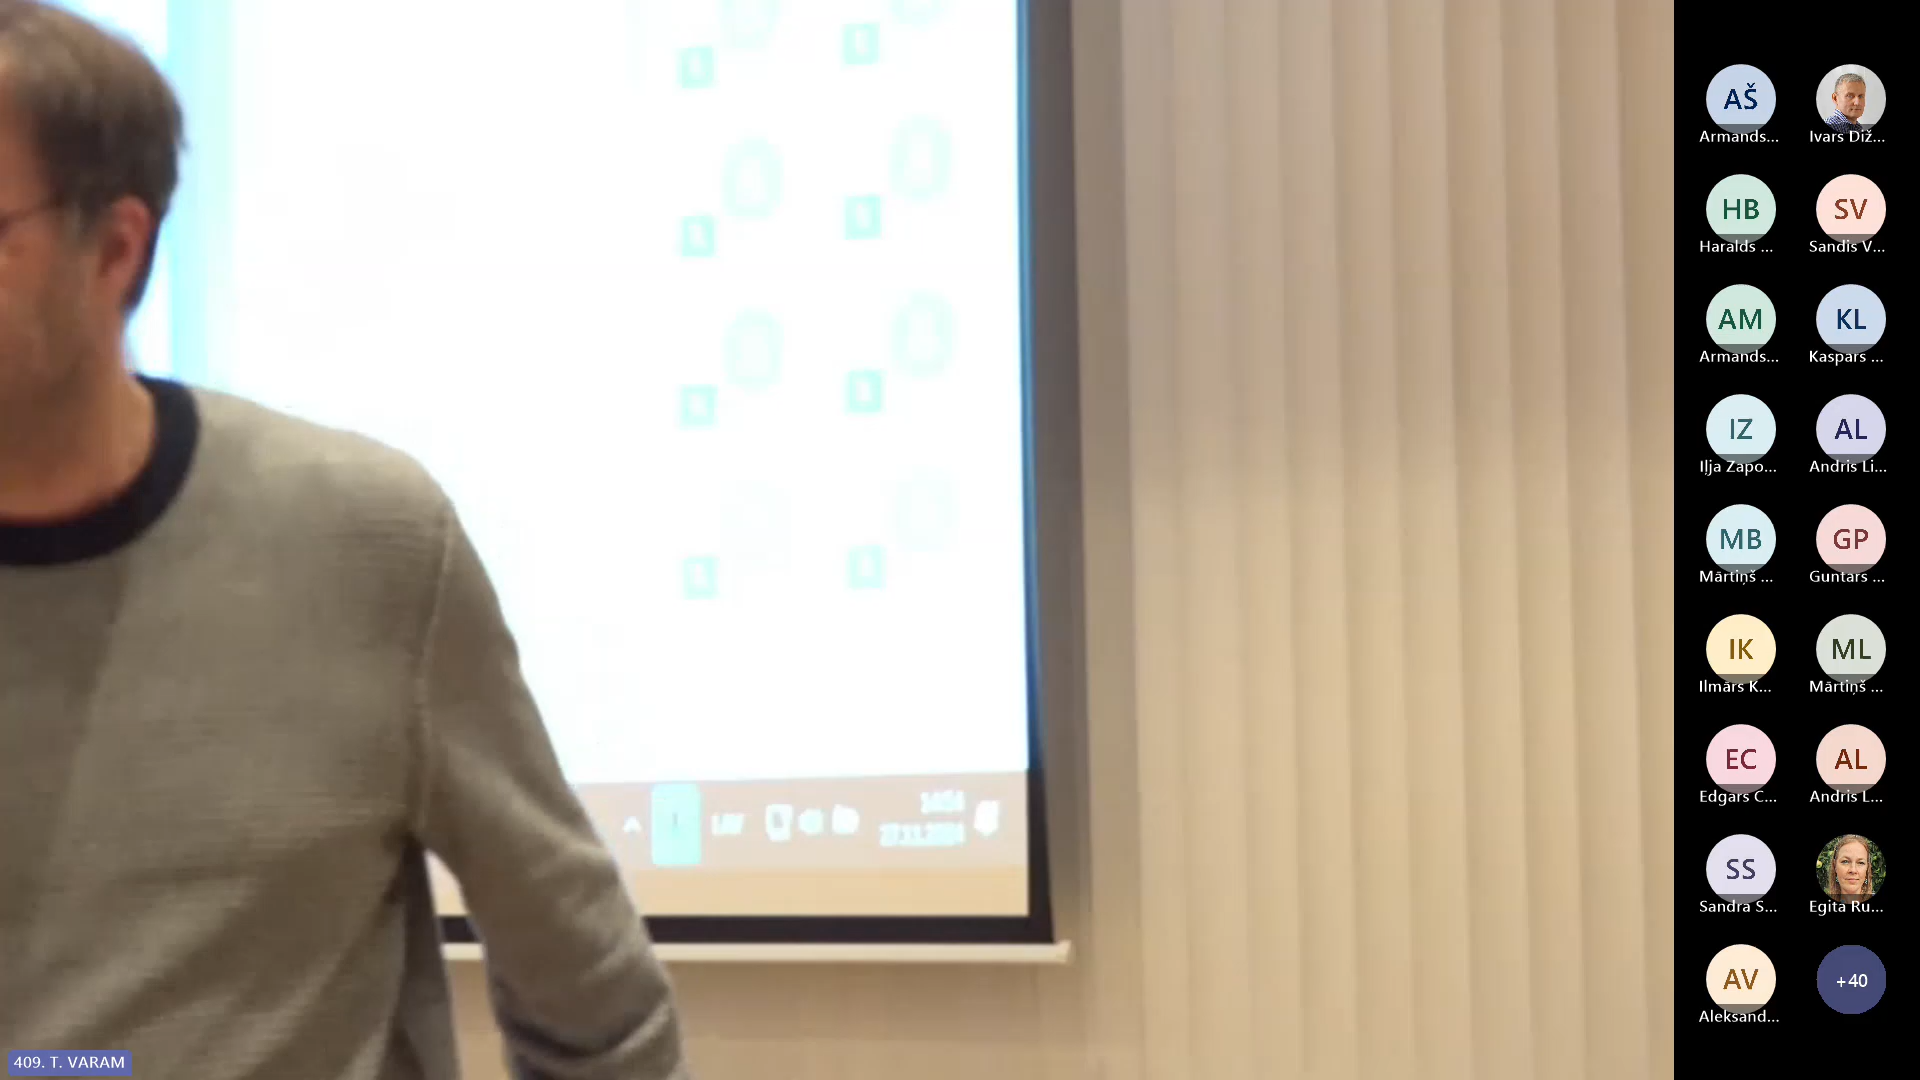 AŠ
Armands...
Ivars Diž...
HB
Haralds ...
SV
Sandis V...
AM
Armands...
KL
Kaspars ...
IZ
Iļja Zapo...
AL
Andris Li...
MB
Mārtiņš ...
GP
Guntars ...
IK
Ilmārs K...
ML
Mārtiņš ...
EC
Edgars C...
AL
Andris L...
SS
Sandra S...
Egita Ru...
AV
Aleksand...
+40
409. T. VARAM